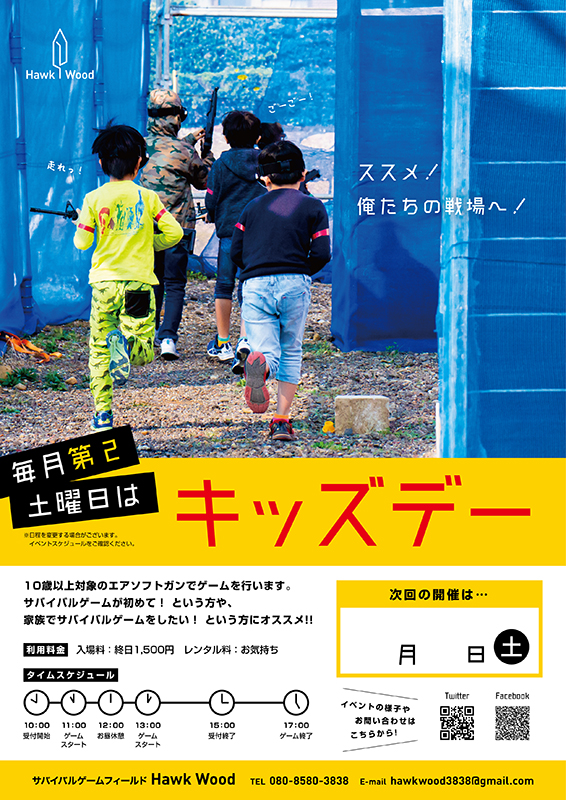 Hawk Wood
ごーごー!
走れっ!
ススメ!
俺たちの戦場へ!
毎月第2
土曜日は
キッズデー
※日程を変更する場合がございます。
イベントスケジュールをご確認ください。
10歳以上対象のエアソフトガンでゲームを行います。
サバイバルゲームが初めて! という方や、
家族でサバイバルゲームをしたい! という方にオススメ!!
利用料金 入場料:終日1,500円 レンタル料:お気持ち
タイムスケジュール
10:00 11:00 12:00 13:00 15:00 17:00
受付開始 ゲームスタート お昼休憩 ゲームスタート 受付終了 ゲーム終了
次回の開催は…
月 日 土
イベントの様子や
お問い合わせは
こちらから!
Twitter Facebook
サバイバルゲームフィールド Hawk Wood TEL 080-8580-3838 E-mail hawkwood3838@gmail.com